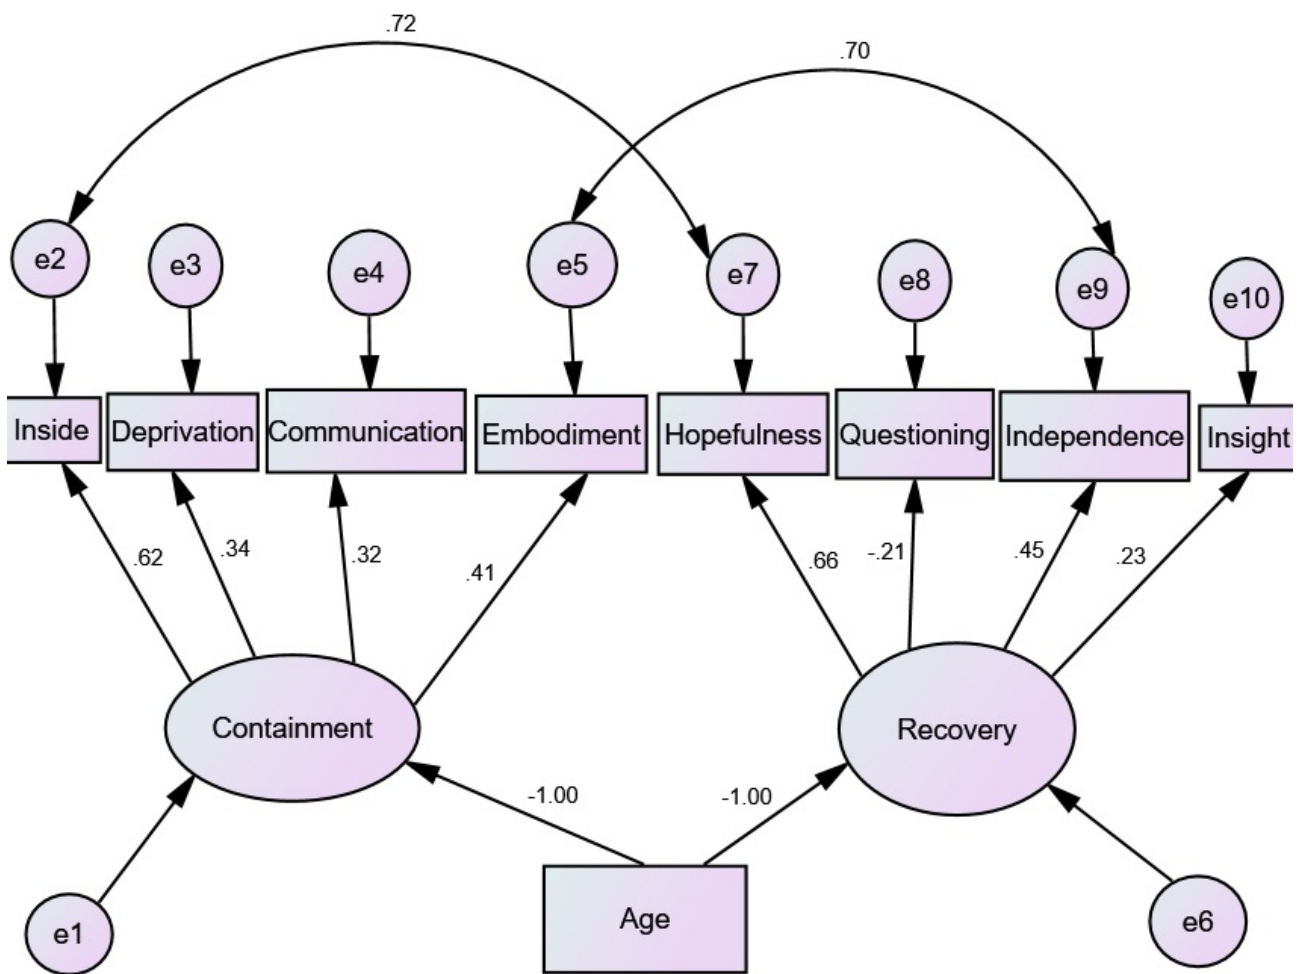 .72
.70
e2
e3
e4
e5
e7
e8
e9
e10
Inside
Deprivation
Communication
Embodiment
Hopefulness
Questioning
Independence
Insight
.62
.34
.32
.41
.66
-.21
.45
.23
Containment
Recovery
-1.00
-1.00
e1
Age
e6